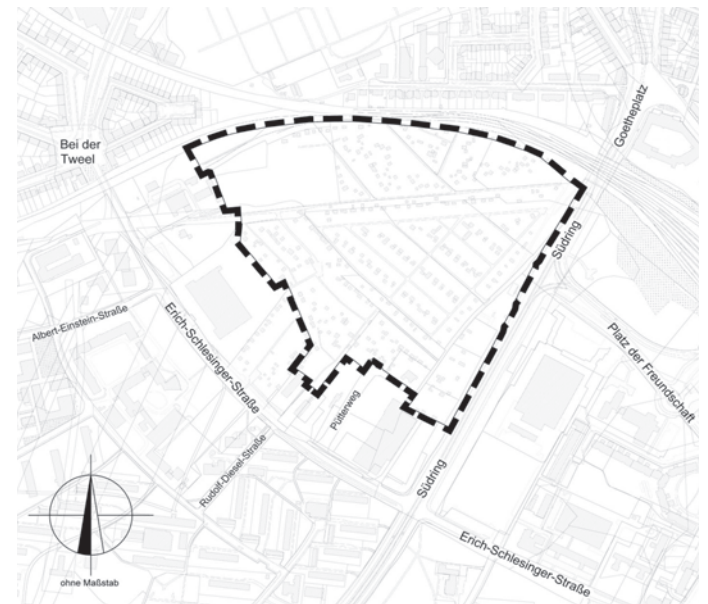 Goetheplatz
Bei der
Tweel
Südring
Albert-Einstein-Straße
Erich-Schlesinger-Straße
Platz der Freundschaft
Pütterweg
Rudolf-Diesel-Straße
Südring
Erich-Schlesinger-Straße
ohne Maßstab